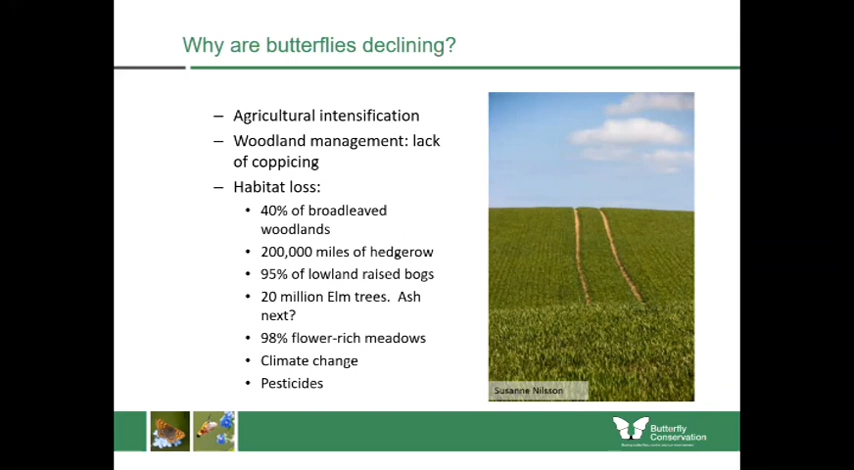 Why are butterflies declining?
– Agricultural intensification
– Woodland management: lack
of coppicing
– Habitat loss:
• 40% of broadleaved
woodlands
• 200,000 miles of hedgerow
• 95% of lowland raised bogs
• 20 million Elm trees. Ash
next?
• 98% flower-rich meadows
• Climate change
• Pesticides
Susanne Nilsson
Butterfly
Conservation